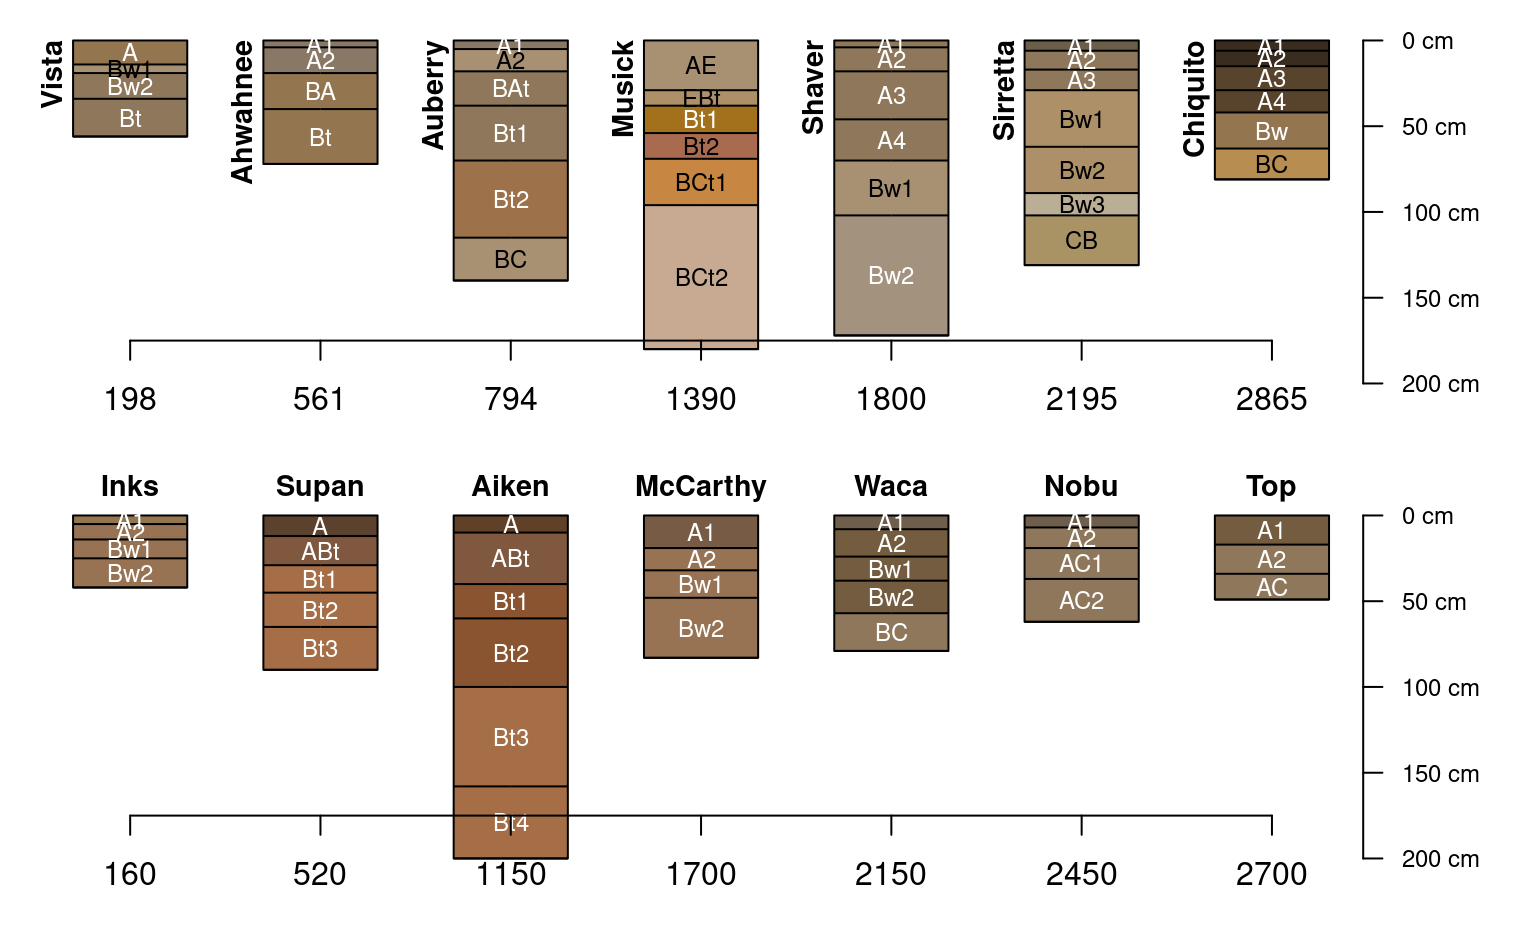 Vista
A
Bw1
Bw2
Bt
Ahwahnee
A1
A2
BA
Bt
Auberry
A1
A2
BAt
Bt1
Bt2
BC
Musick
AE
EBt
Bt1
Bt2
BCt1
BCt2
Shaver
A1
A2
A3
A4
Bw1
Bw2
Sirretta
A1
A2
A3
Bw1
Bw2
Bw3
CB
Chiquito
A1
A2
A3
A4
Bw
BC
0 cm
50 cm
100 cm
150 cm
200 cm
198 561 794 1390 1800 2195 2865
Inks
A1
A2
Bw1
Bw2
Supan
A
ABt
Bt1
Bt2
Bt3
Aiken
A
ABt
Bt1
Bt2
Bt3
Bt4
McCarthy
A1
A2
Bw1
Bw2
Waca
A1
A2
Bw1
Bw2
BC
Nobu
A1
A2
AC1
AC2
Top
A1
A2
AC
0 cm
50 cm
100 cm
150 cm
200 cm
160 520 1150 1700 2150 2450 2700